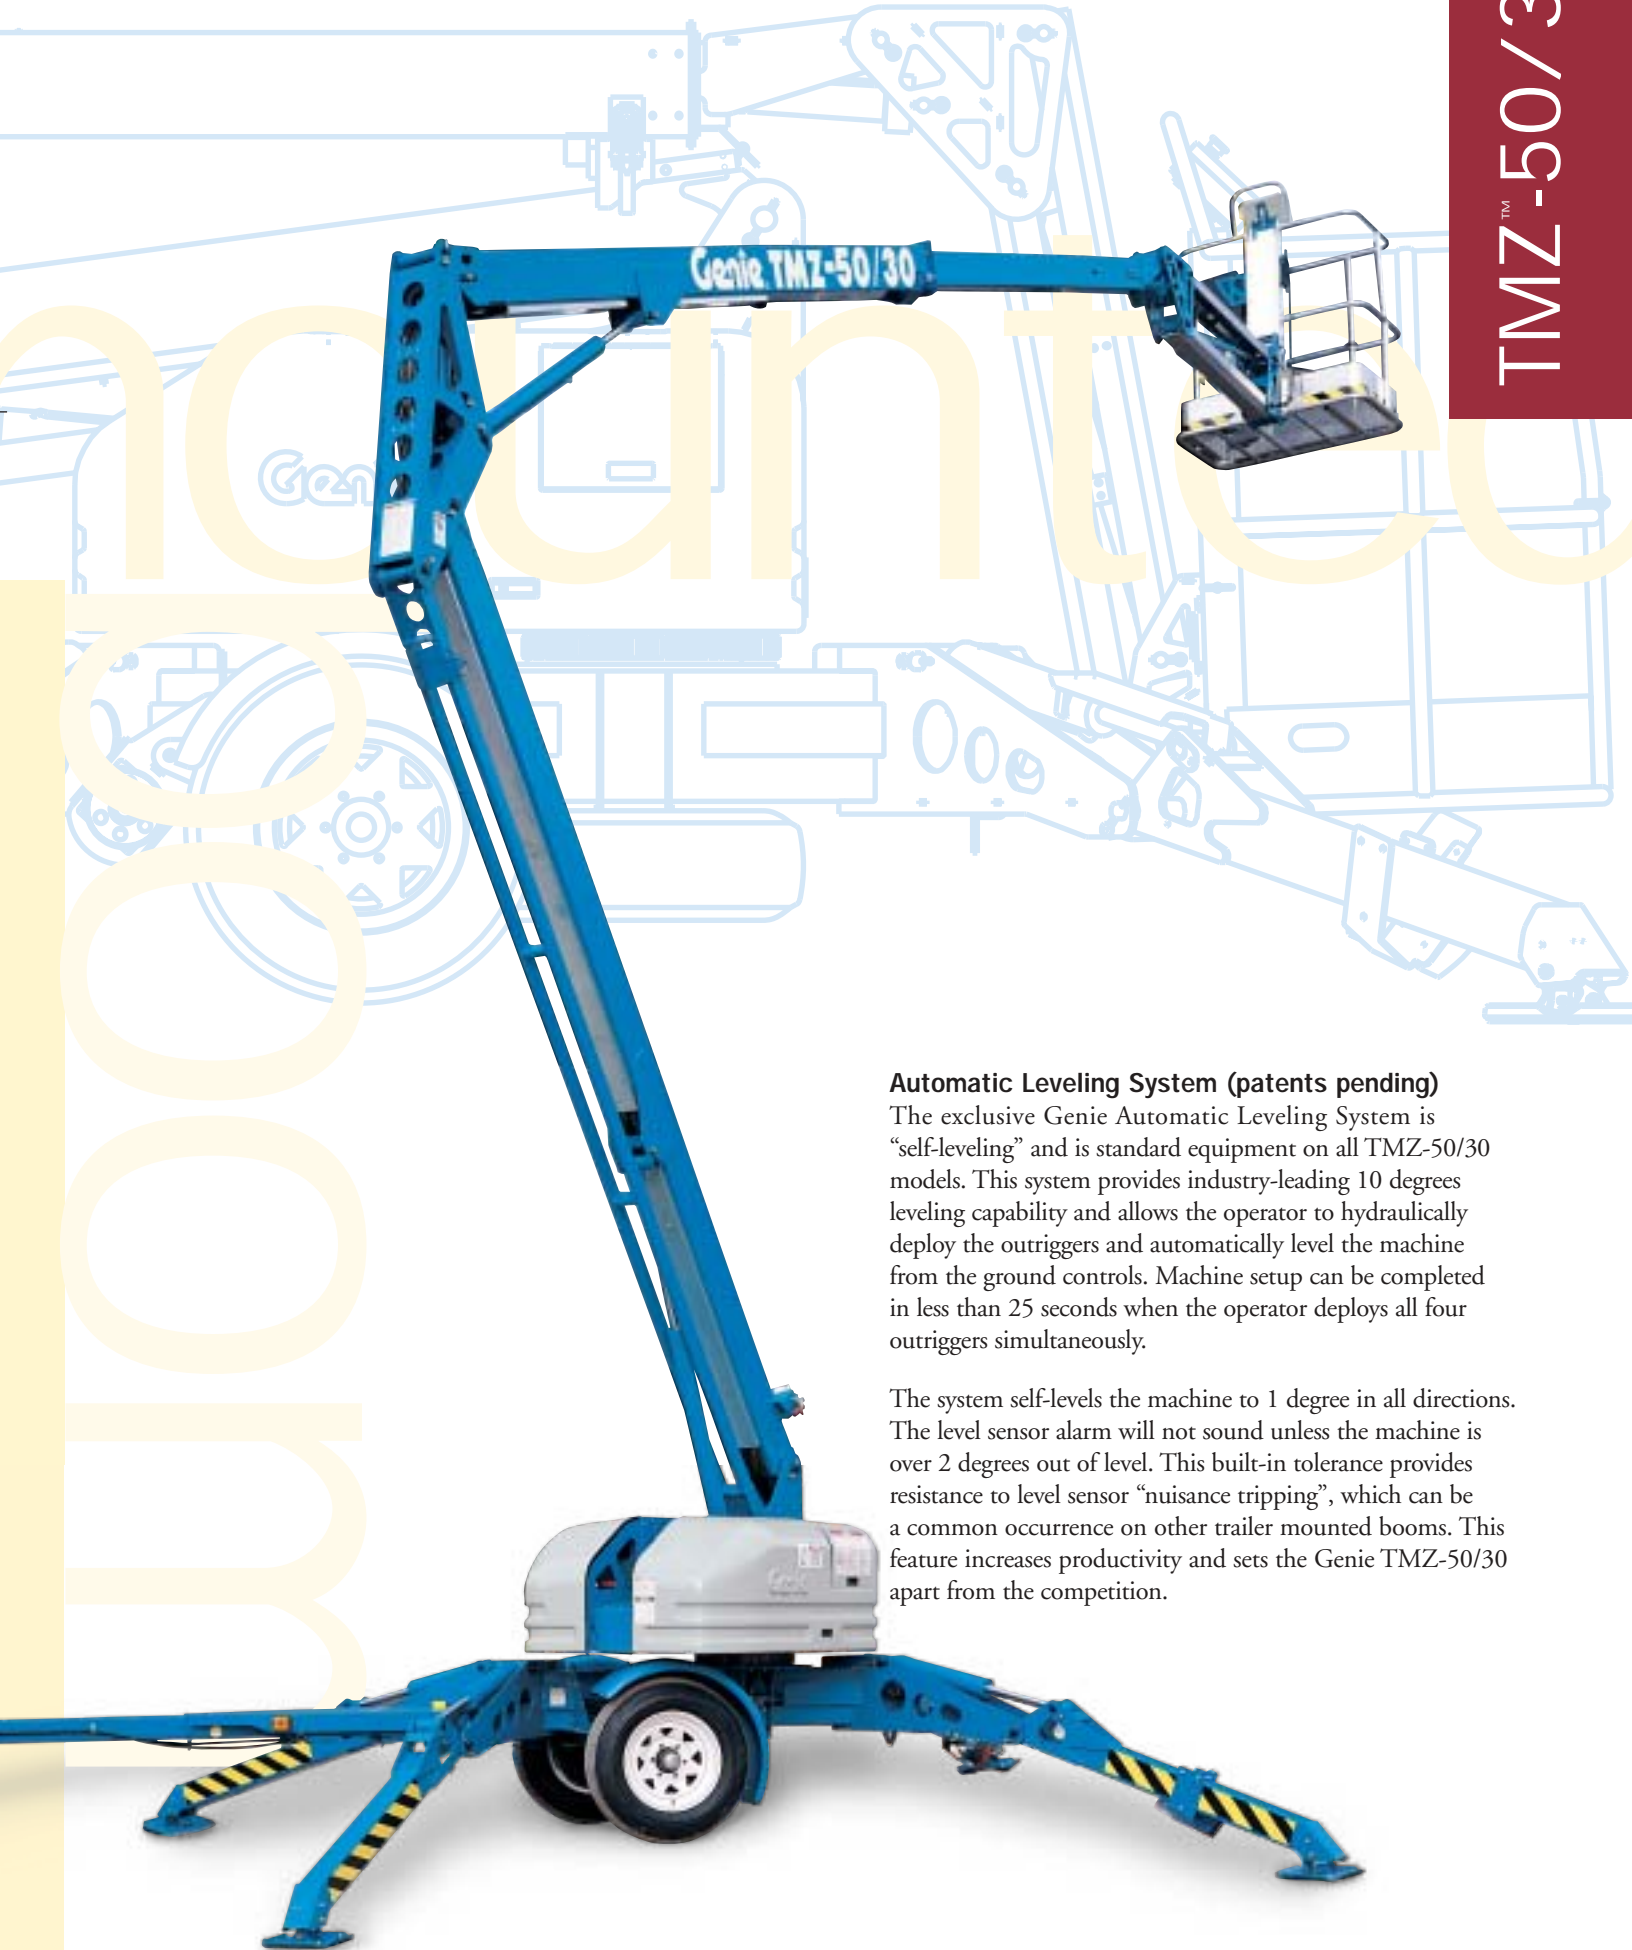 TMZ™-50/3
Genie TMZ-50/30
Gen
ounted
boom
Automatic Leveling System (patents pending)
The exclusive Genie Automatic Leveling System is
“self-leveling” and is standard equipment on all TMZ-50/30
models. This system provides industry-leading 10 degrees
leveling capability and allows the operator to hydraulically
deploy the outriggers and automatically level the machine
from the ground controls. Machine setup can be completed
in less than 25 seconds when the operator deploys all four
outriggers simultaneously.
The system self-levels the machine to 1 degree in all directions.
The level sensor alarm will not sound unless the machine is
over 2 degrees out of level. This built-in tolerance provides
resistance to level sensor “nuisance tripping”, which can be
a common occurrence on other trailer mounted booms. This
feature increases productivity and sets the Genie TMZ-50/30
apart from the competition.
Genie